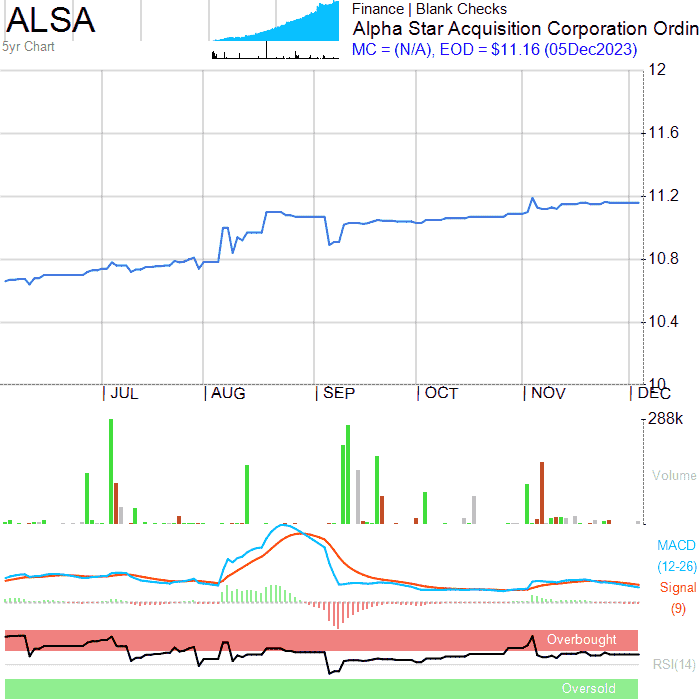 ALSA
5yr Chart
Finance | Blank Checks
Alpha Star Acquisition Corporation Ordin
MC = (N/A), EOD = $11.16 (05Dec2023)
12
11.6
11.2
10.8
10.4
10
JUL AUG SEP OCT NOV DEC
288k
Volume
MACD
(12-26)
Signal
(9)
Overbought
RSI(14)
Oversold